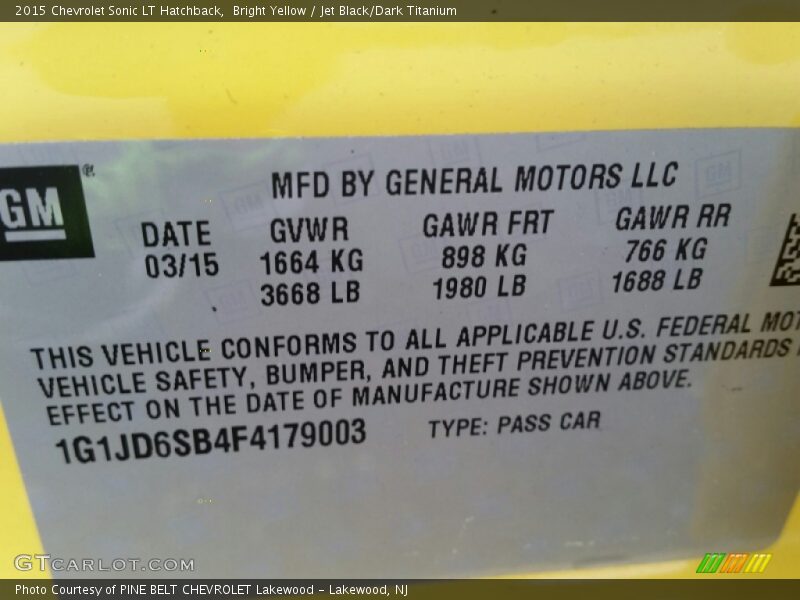 2015 Chevrolet Sonic LT Hatchback,  Bright Yellow / Jet Black/Dark Titanium
GM®
MFD BY GENERAL MOTORS LLC
DATE GVWR GAWR FRT GAWR RR
03/15 1664 KG 898 KG 766 KG
3668 LB 1980 LB 1688 LB
THIS VEHICLE CONFORMS TO ALL APPLICABLE U.S. FEDERAL MOT
VEHICLE SAFETY, BUMPER, AND THEFT PREVENTION STANDARDS
EFFECT ON THE DATE OF MANUFACTURE SHOWN ABOVE.
1G1JD6SB4F4179003 TYPE: PASS CAR
GTCARLOT.COM
Photo Courtesy of PINE BELT CHEVROLET Lakewood – Lakewood, NJ